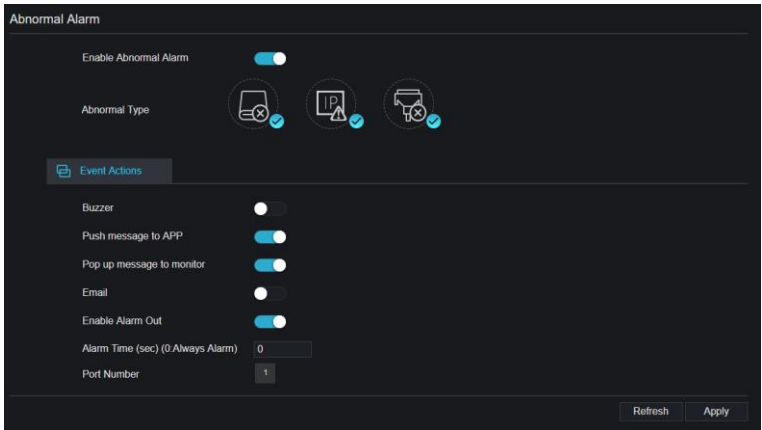 Abnormal Alarm
Enable Abnormal Alarm
Abnormal Type
IP
Event Actions
Buzzer
Push message to APP
Pop up message to monitor
Email
Enable Alarm Out
Alarm Time (sec) (0:Always Alarm) 0
Port Number 1
Refresh Apply